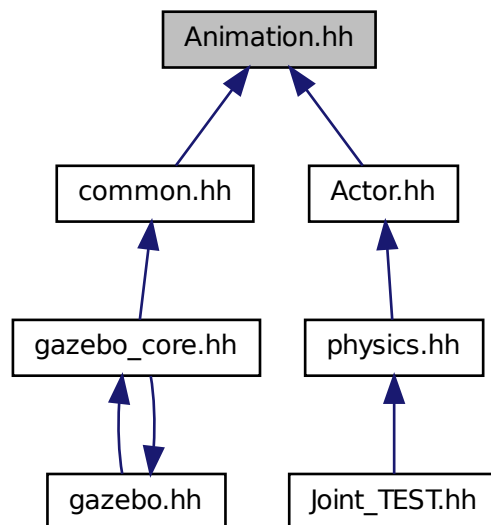 Animation.hh
common.hh
Actor.hh
gazebo_core.hh
physics.hh
gazebo.hh
Joint_TEST.hh